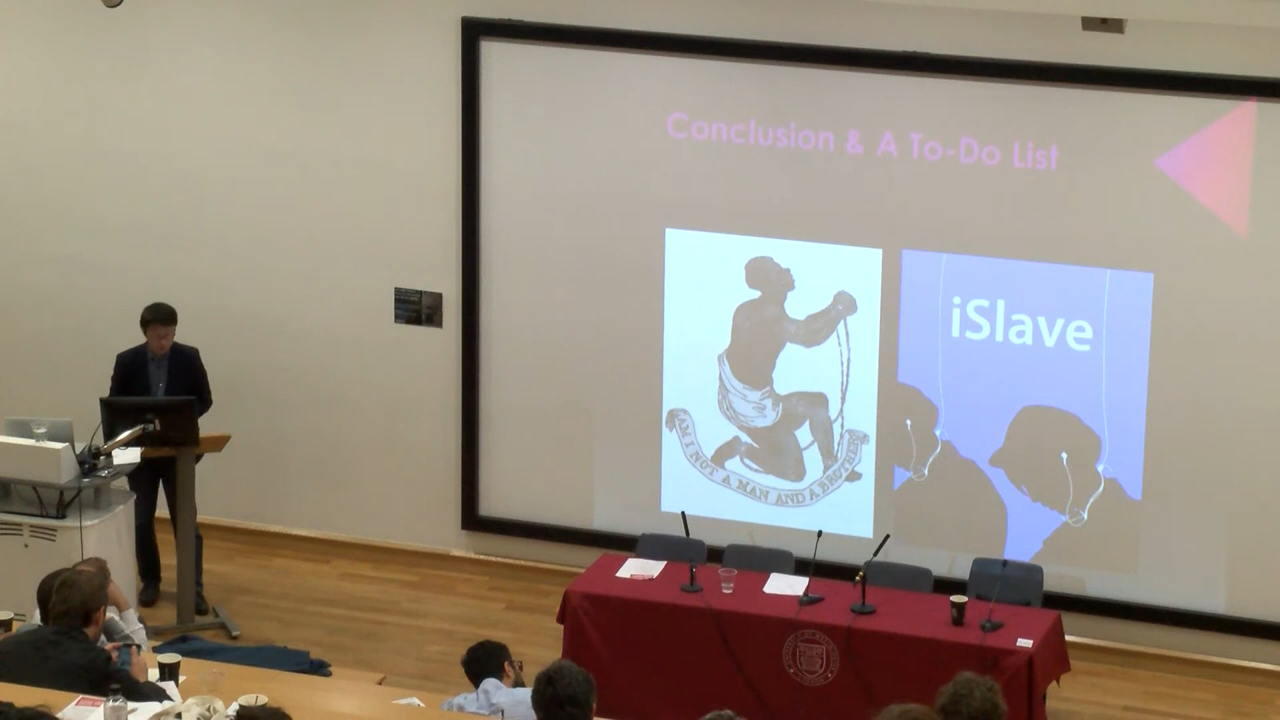 Conclusion & A To-Do List
iSlave
AM I NOT A MAN AND A BROTHER